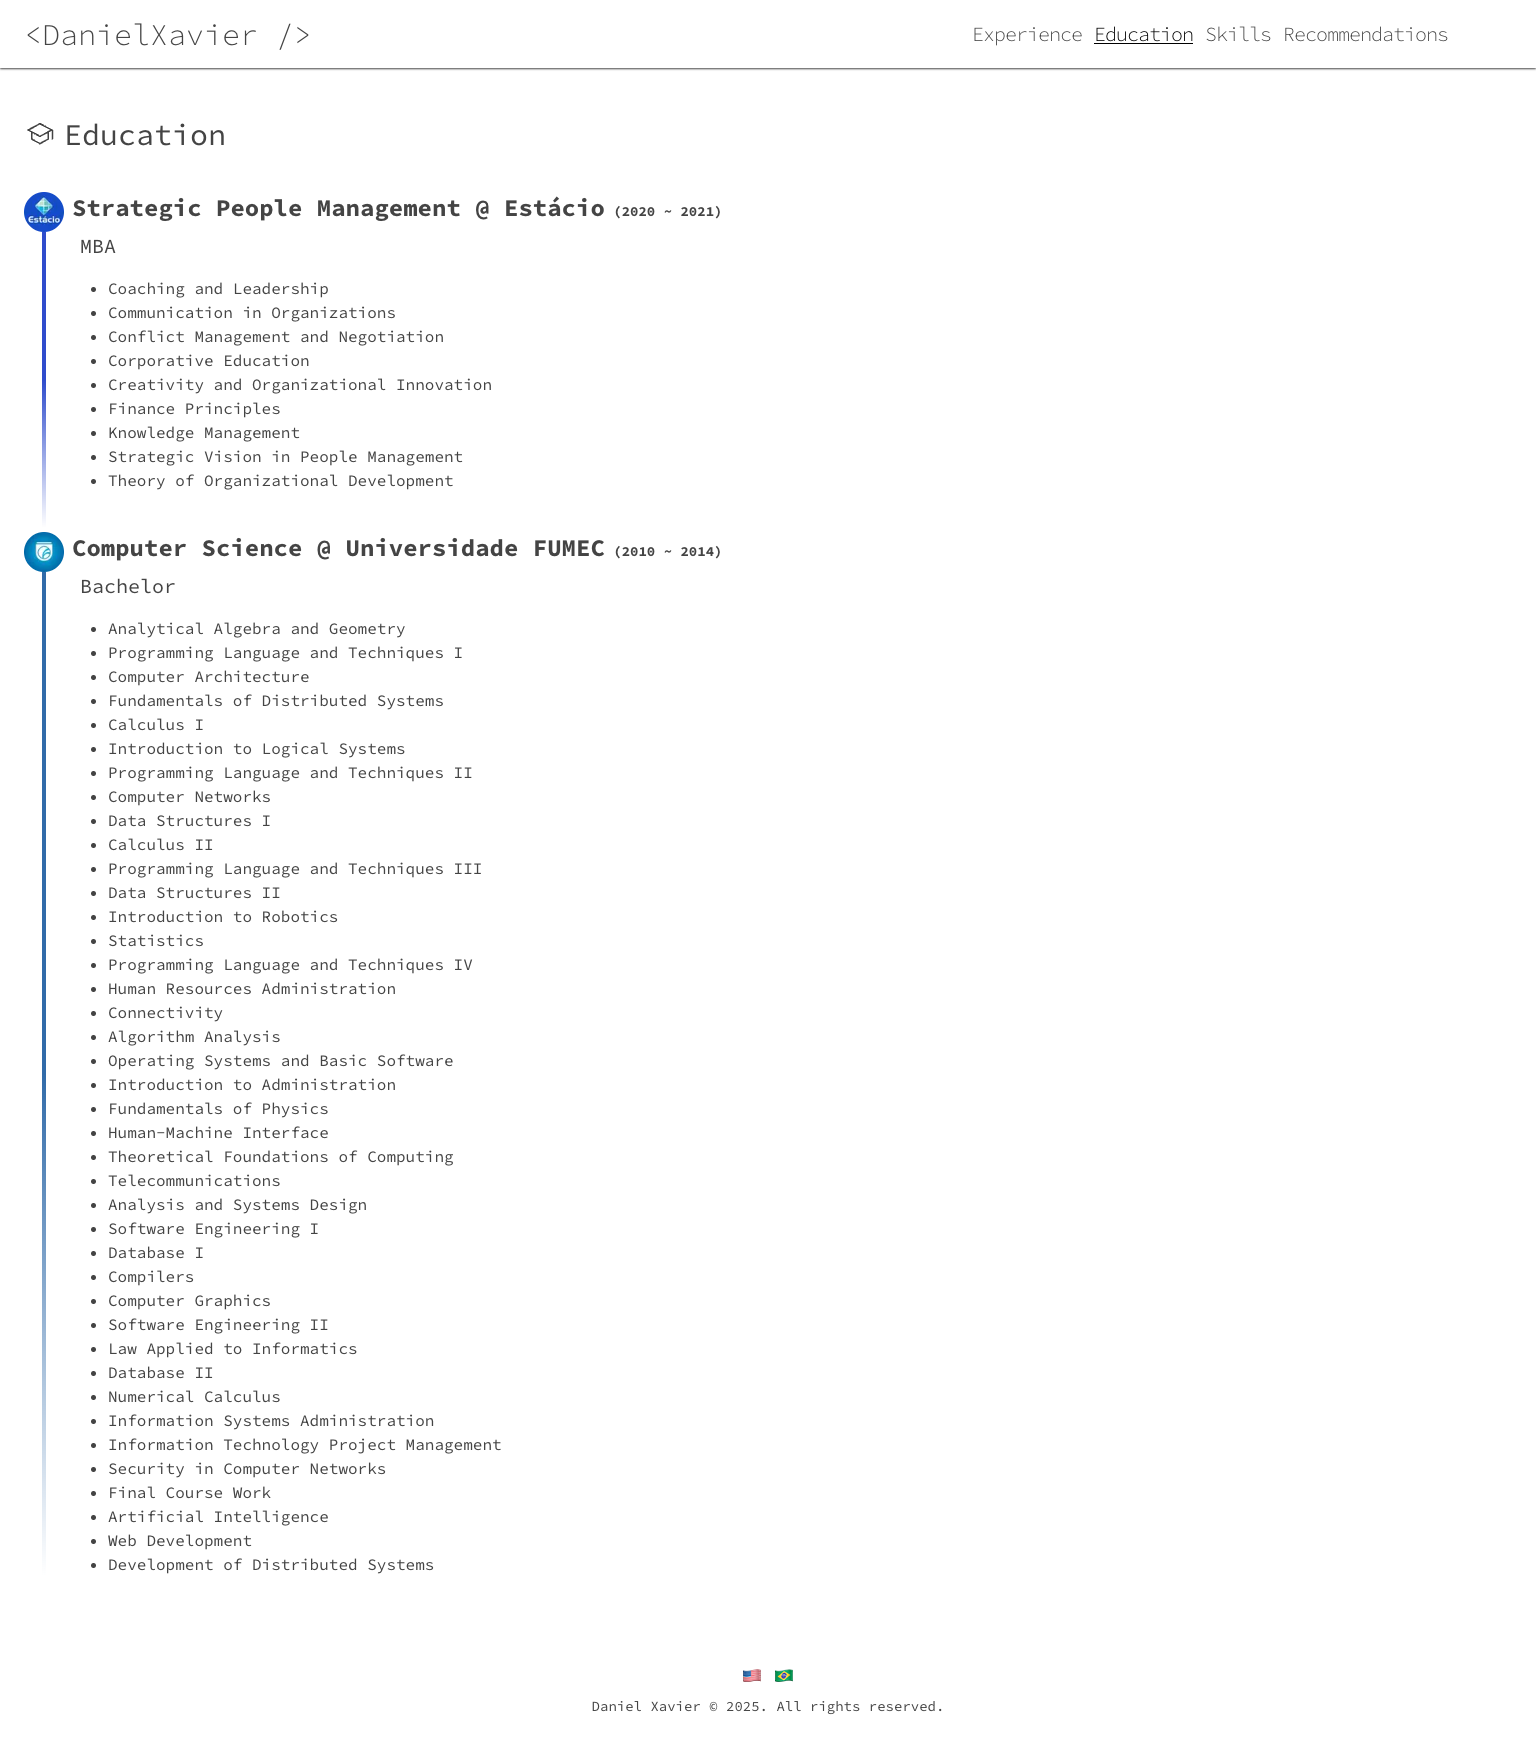 <DanielXavier />
Experience Education Skills Recommendations
Education
Estácio
Strategic People Management @ Estácio (2020 ~ 2021)
MBA
• Coaching and Leadership
• Communication in Organizations
• Conflict Management and Negotiation
• Corporative Education
• Creativity and Organizational Innovation
• Finance Principles
• Knowledge Management
• Strategic Vision in People Management
• Theory of Organizational Development
Computer Science @ Universidade FUMEC (2010 ~ 2014)
Bachelor
• Analytical Algebra and Geometry
• Programming Language and Techniques I
• Computer Architecture
• Fundamentals of Distributed Systems
• Calculus I
• Introduction to Logical Systems
• Programming Language and Techniques II
• Computer Networks
• Data Structures I
• Calculus II
• Programming Language and Techniques III
• Data Structures II
• Introduction to Robotics
• Statistics
• Programming Language and Techniques IV
• Human Resources Administration
• Connectivity
• Algorithm Analysis
• Operating Systems and Basic Software
• Introduction to Administration
• Fundamentals of Physics
• Human-Machine Interface
• Theoretical Foundations of Computing
• Telecommunications
• Analysis and Systems Design
• Software Engineering I
• Database I
• Compilers
• Computer Graphics
• Software Engineering II
• Law Applied to Informatics
• Database II
• Numerical Calculus
• Information Systems Administration
• Information Technology Project Management
• Security in Computer Networks
• Final Course Work
• Artificial Intelligence
• Web Development
• Development of Distributed Systems
Daniel Xavier © 2025. All rights reserved.